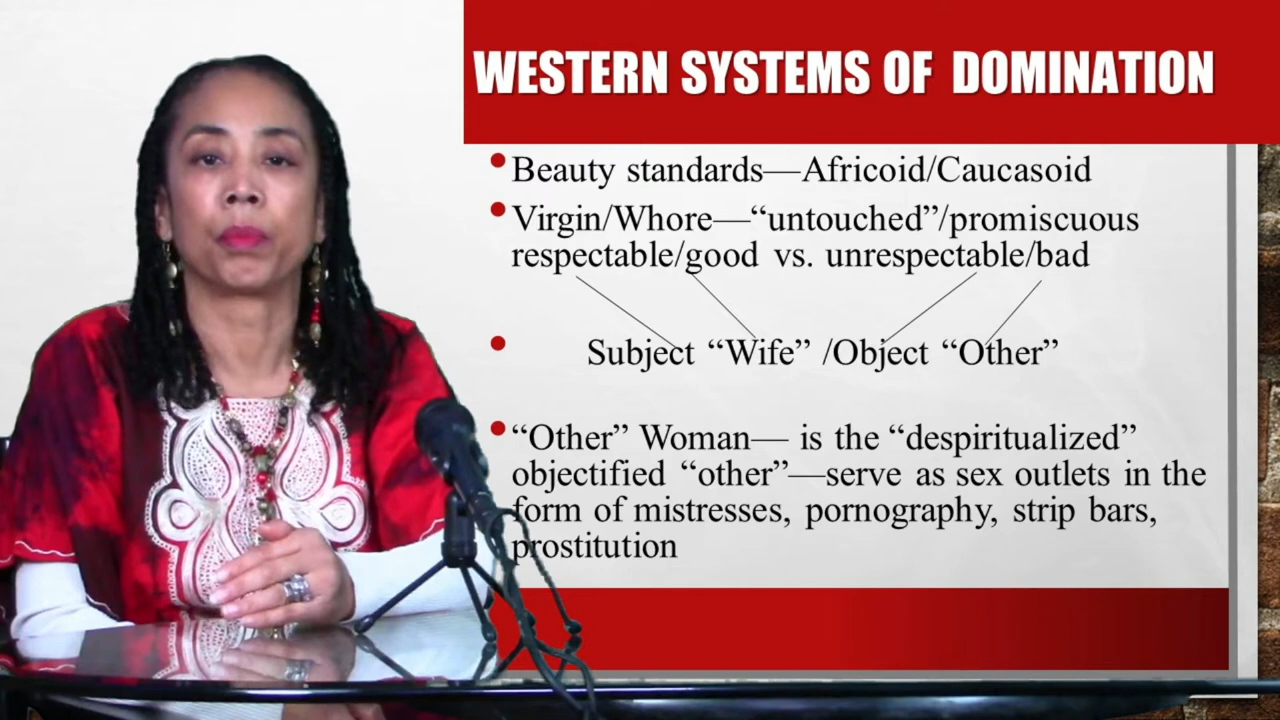 WESTERN SYSTEMS OF DOMINATION
Beauty standards—Africoid/Caucasoid
Virgin/Whore—“untouched”/promiscuous
respectable/good vs. unrespectable/bad
Subject “Wife” /Object “Other”
“Other” Woman— is the “despiritualized”
objectified “other”—serve as sex outlets in the
form of mistresses, pornography, strip bars,
prostitution